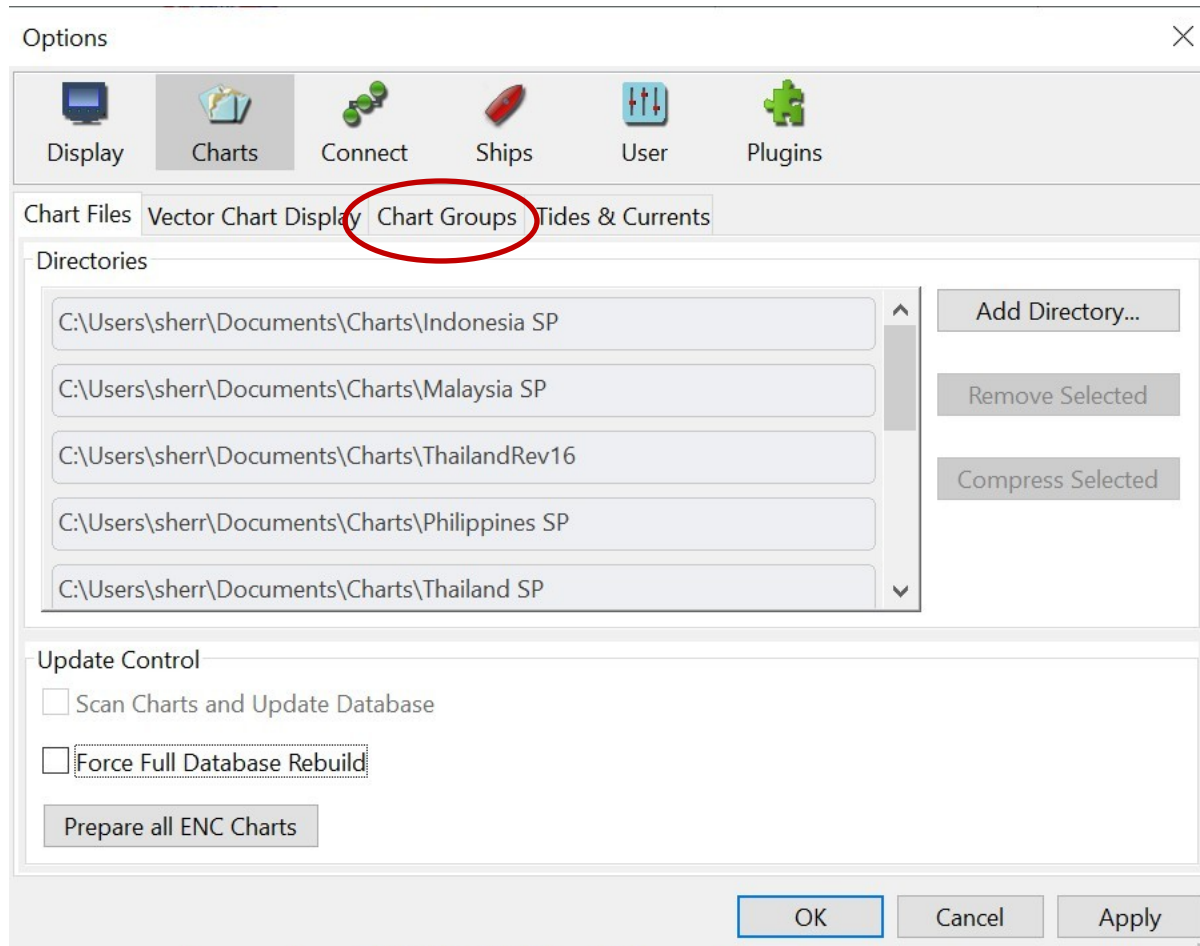 Options
Display Charts Connect Ships User Plugins
Chart Files Vector Chart Display Chart Groups Tides & Currents
Directories
C:\Users\sherr\Documents\Charts\Indonesia SP
Add Directory...
C:\Users\sherr\Documents\Charts\Malaysia SP
Remove Selected
C:\Users\sherr\Documents\Charts\ThailandRev16
Compress Selected
C:\Users\sherr\Documents\Charts\Philippines SP
C:\Users\sherr\Documents\Charts\Thailand SP
Update Control
Scan Charts and Update Database
Force Full Database Rebuild
Prepare all ENC Charts
OK Cancel Apply